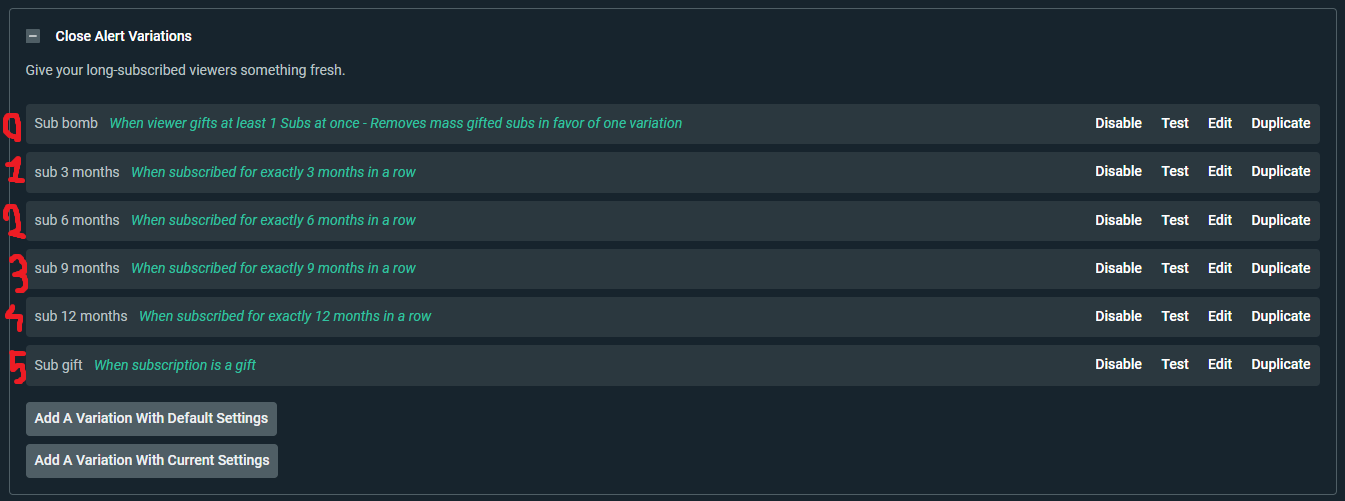 Close Alert Variations
Give your long-subscribed viewers something fresh.
0 Sub bomb When viewer gifts at least 1 Subs at once - Removes mass gifted subs in favor of one variation Disable Test Edit Duplicate
1 sub 3 months When subscribed for exactly 3 months in a row Disable Test Edit Duplicate
2 sub 6 months When subscribed for exactly 6 months in a row Disable Test Edit Duplicate
3 sub 9 months When subscribed for exactly 9 months in a row Disable Test Edit Duplicate
4 sub 12 months When subscribed for exactly 12 months in a row Disable Test Edit Duplicate
5 Sub gift When subscription is a gift Disable Test Edit Duplicate
Add A Variation With Default Settings
Add A Variation With Current Settings